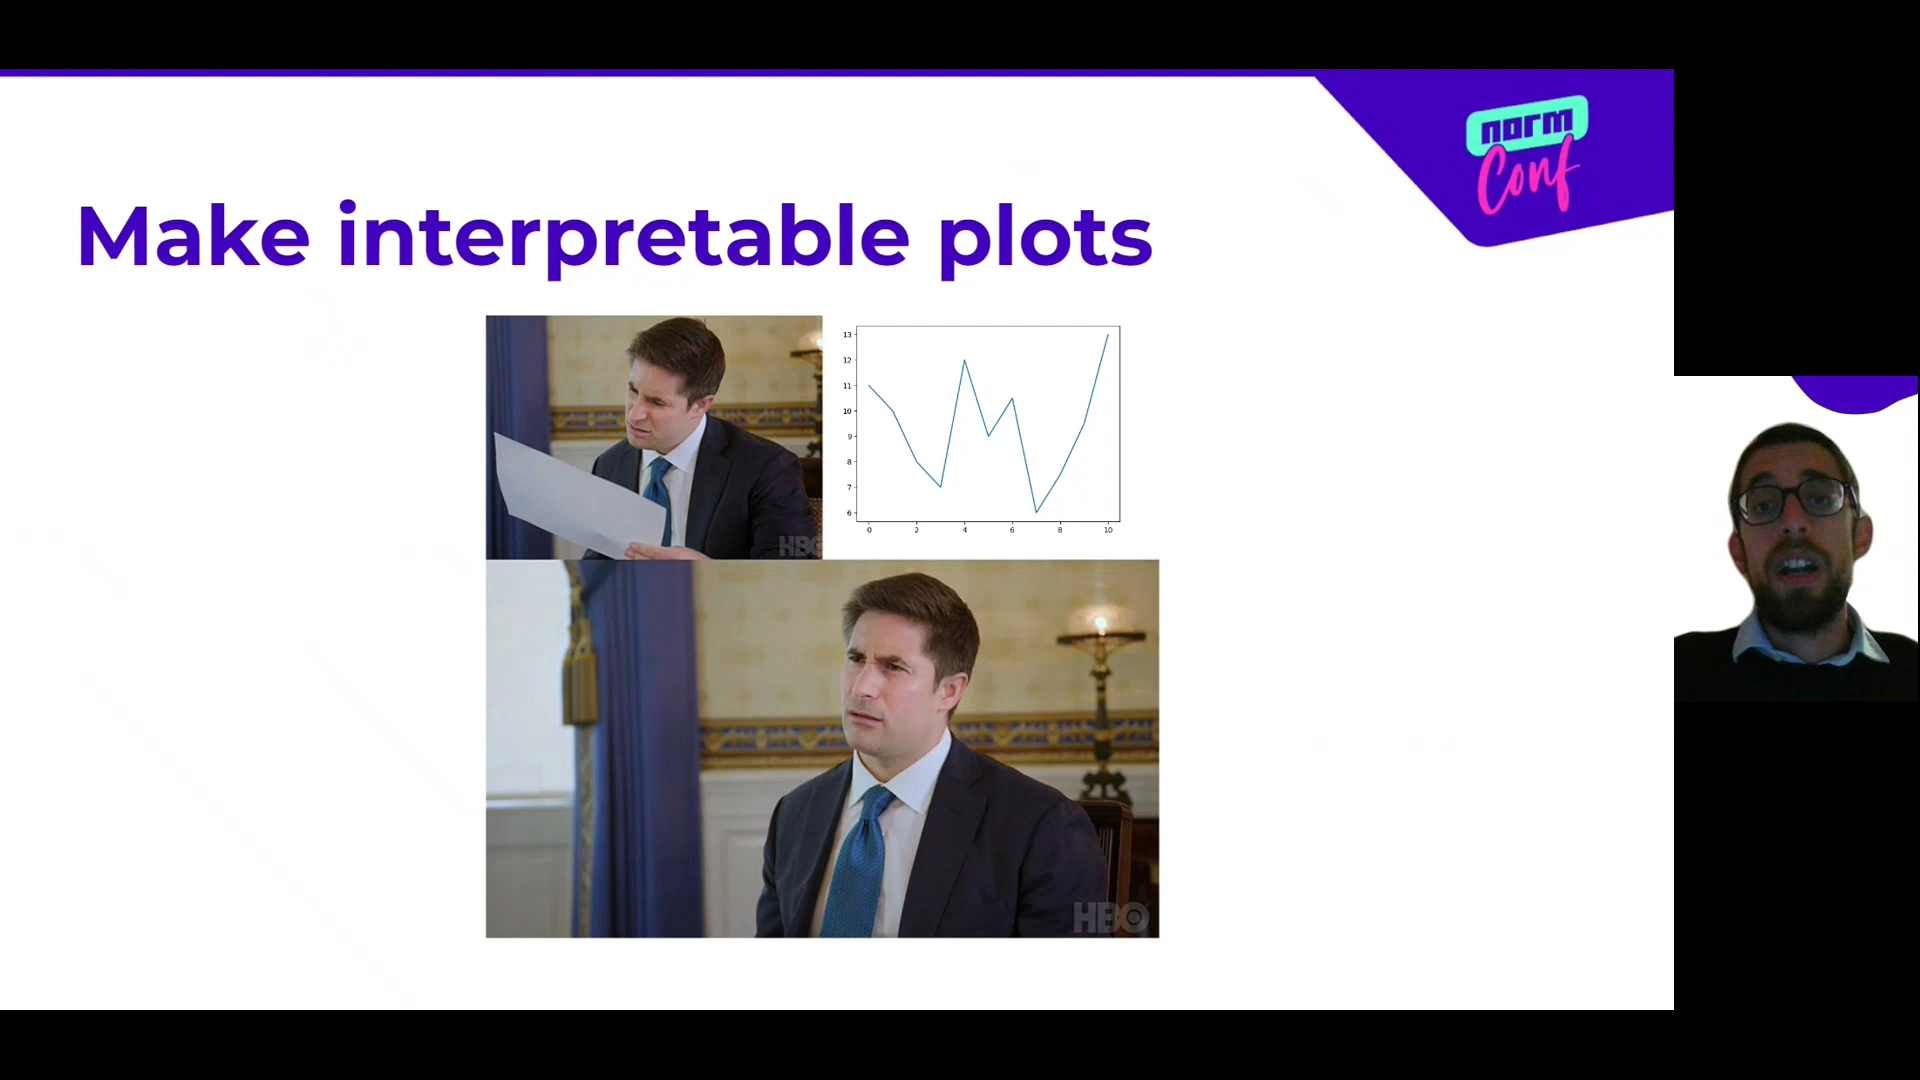 norm
Conf
Make interpretable plots
13
12
11
10
9
8
7
6
0 2 4 6 8 10
HBO
HBO